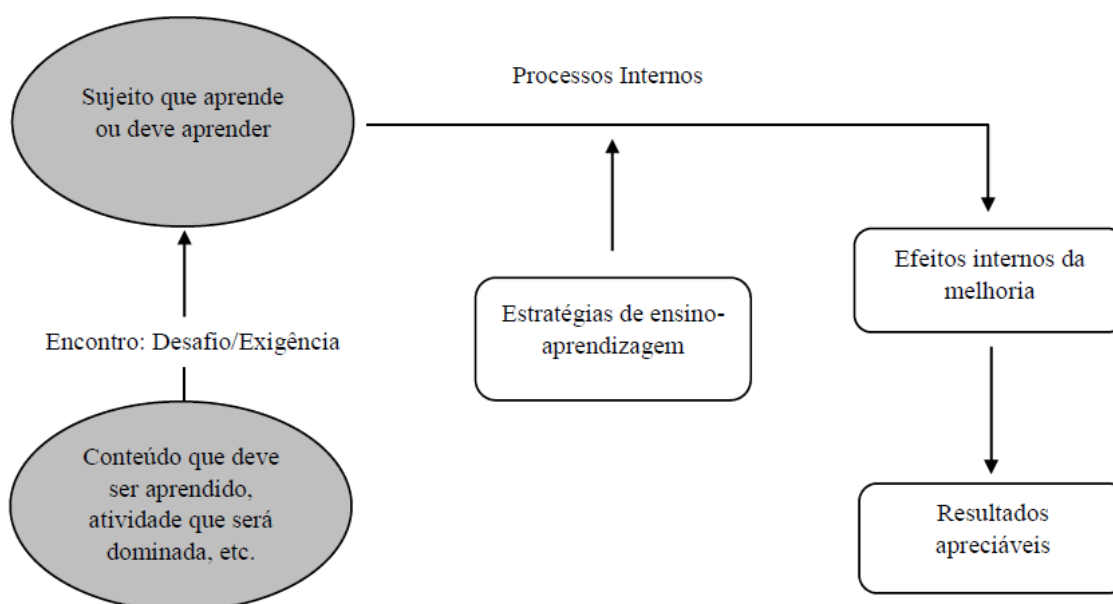 Sujeito que aprende
ou deve aprender
Processos Internos
Efeitos internos da
melhoria
Estratégias de ensino-
aprendizagem
Encontro: Desafio/Exigência
Conteúdo que deve
ser aprendido,
atividade que será
dominada, etc.
Resultados
apreciáveis